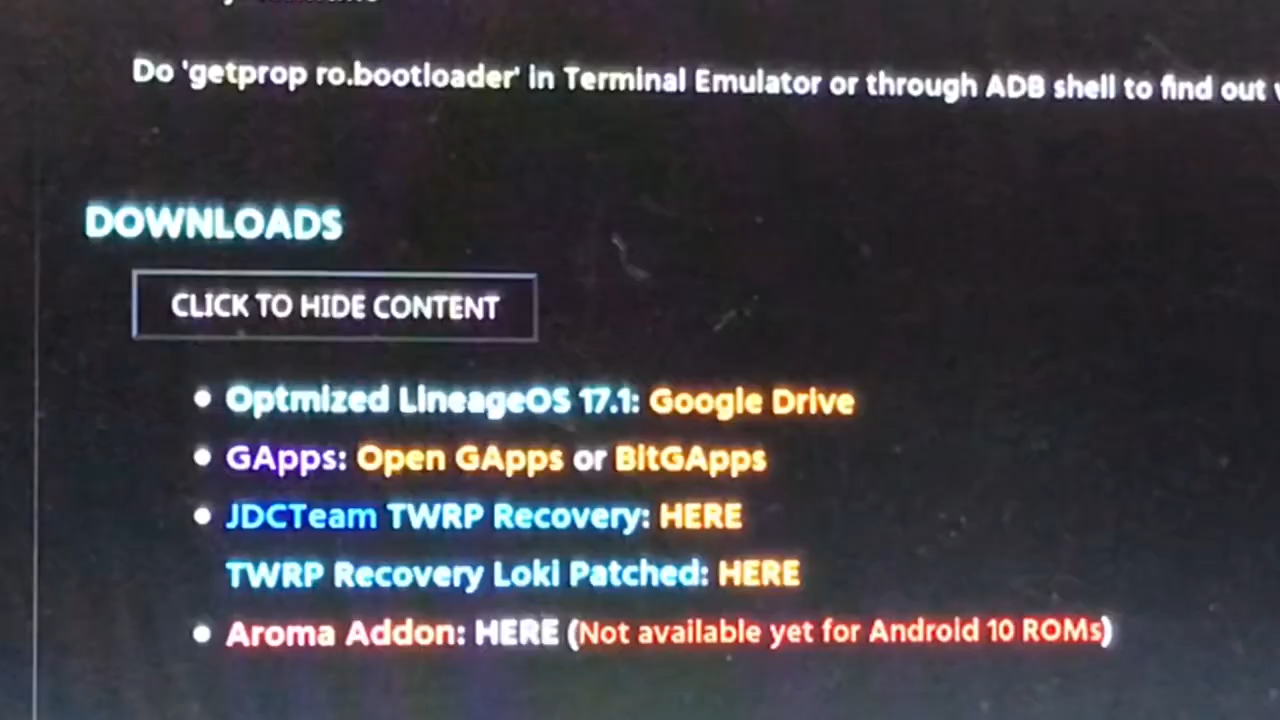 Do 'getprop ro.bootloader' in Terminal Emulator or through ADB shell to find out
DOWNLOADS
CLICK TO HIDE CONTENT
• Optmized LineageOS 17.1: Google Drive
• GApps: Open GApps or BitGApps
• JDCTeam TWRP Recovery: HERE
TWRP Recovery Loki Patched: HERE
• Aroma Addon: HERE (Not available yet for Android 10 ROMs)